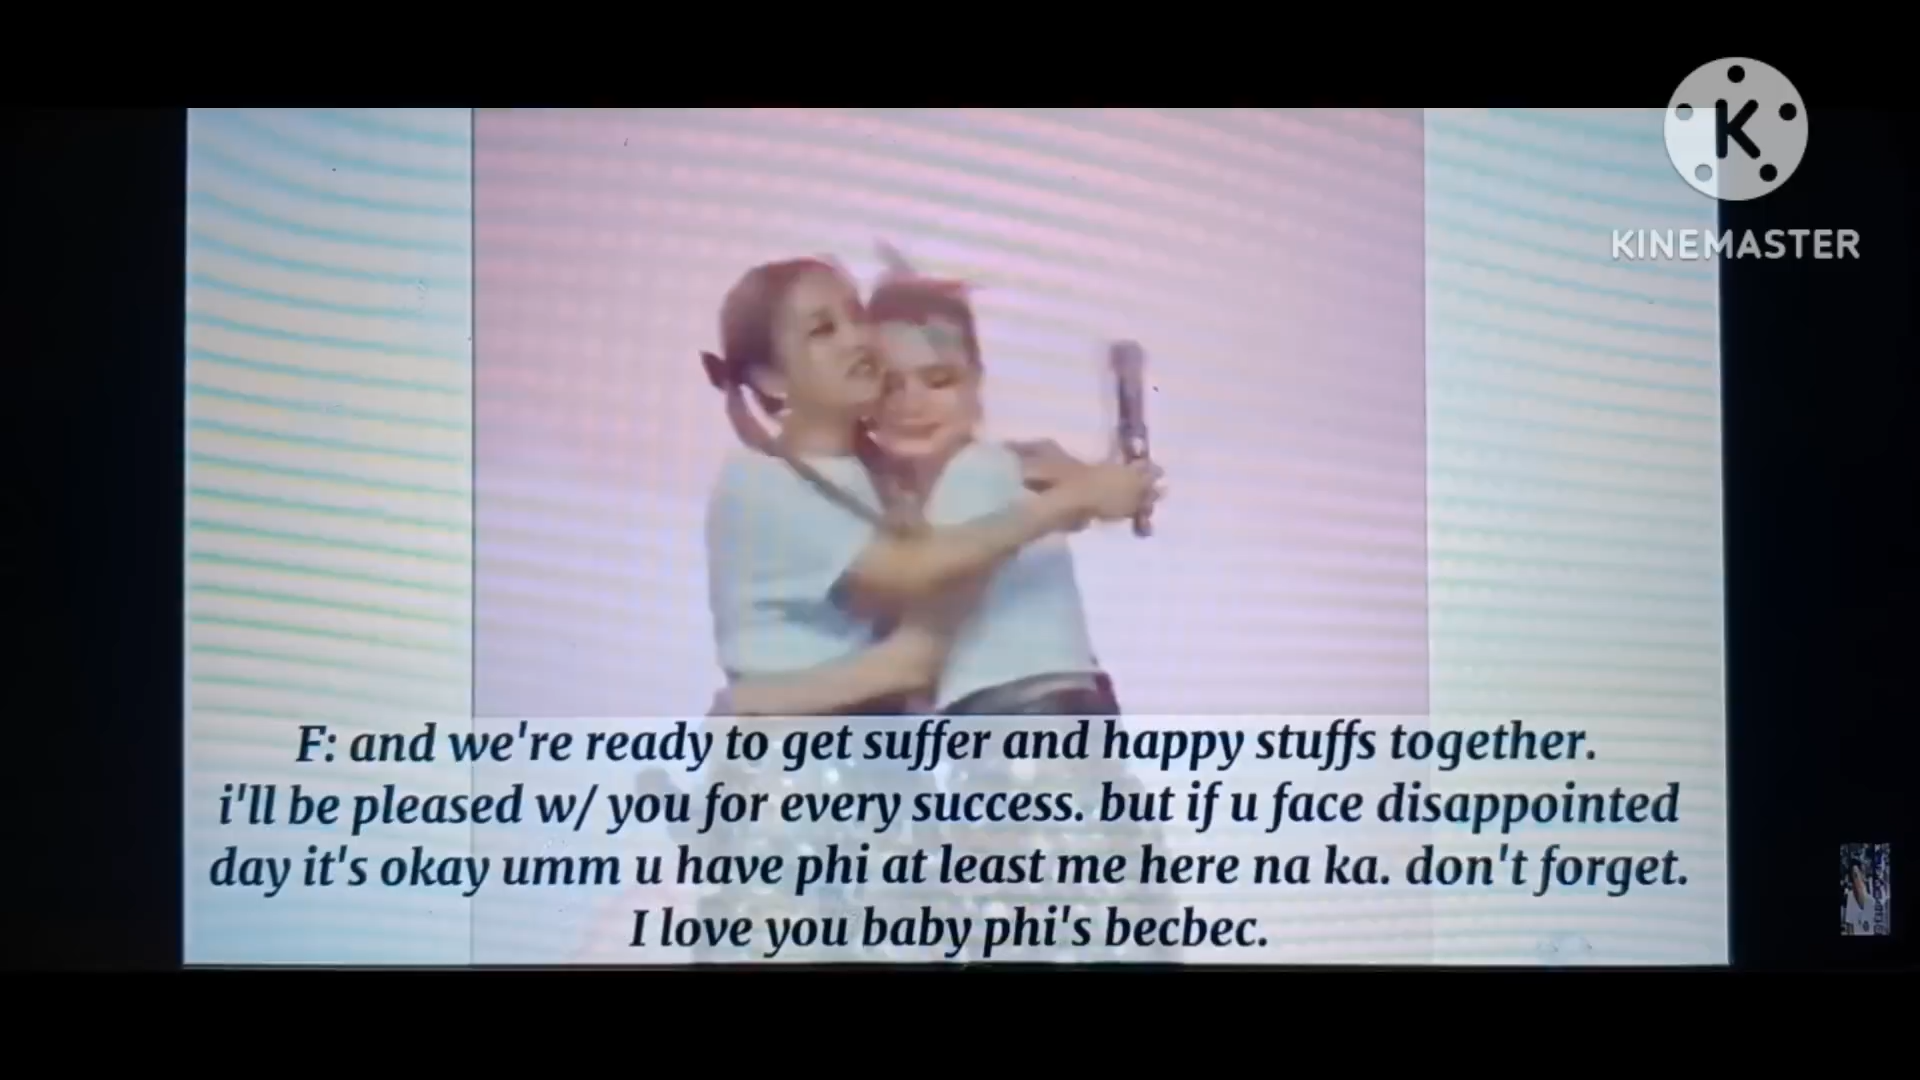 K
KINEMASTER
F: and we're ready to get suffer and happy stuffs together.
i'll be pleased w/ you for every success. but if u face disappointed
day it's okay umm u have phi at least me here na ka. don't forget.
I love you baby phi's becbec.